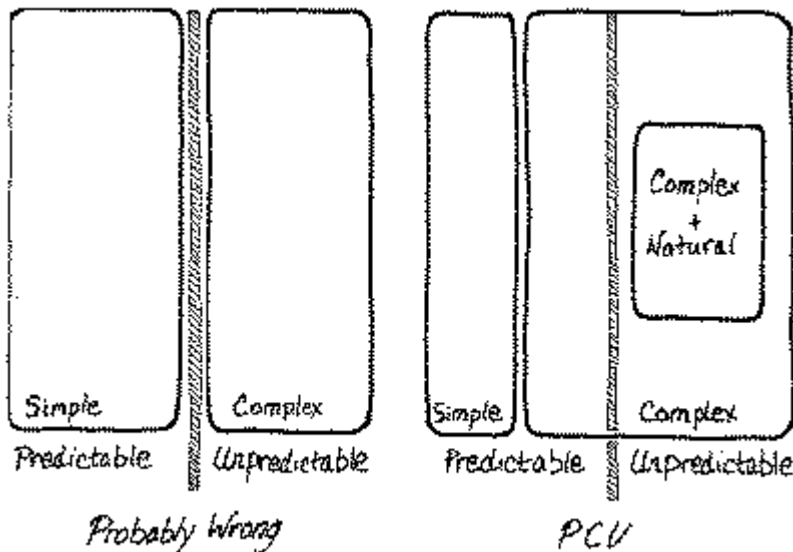 Simple
Complex
Predictable
Unpredictable
Probably Wrong
Complex
+
Natural
Simple
Complex
Predictable
Unpredictable
PCU